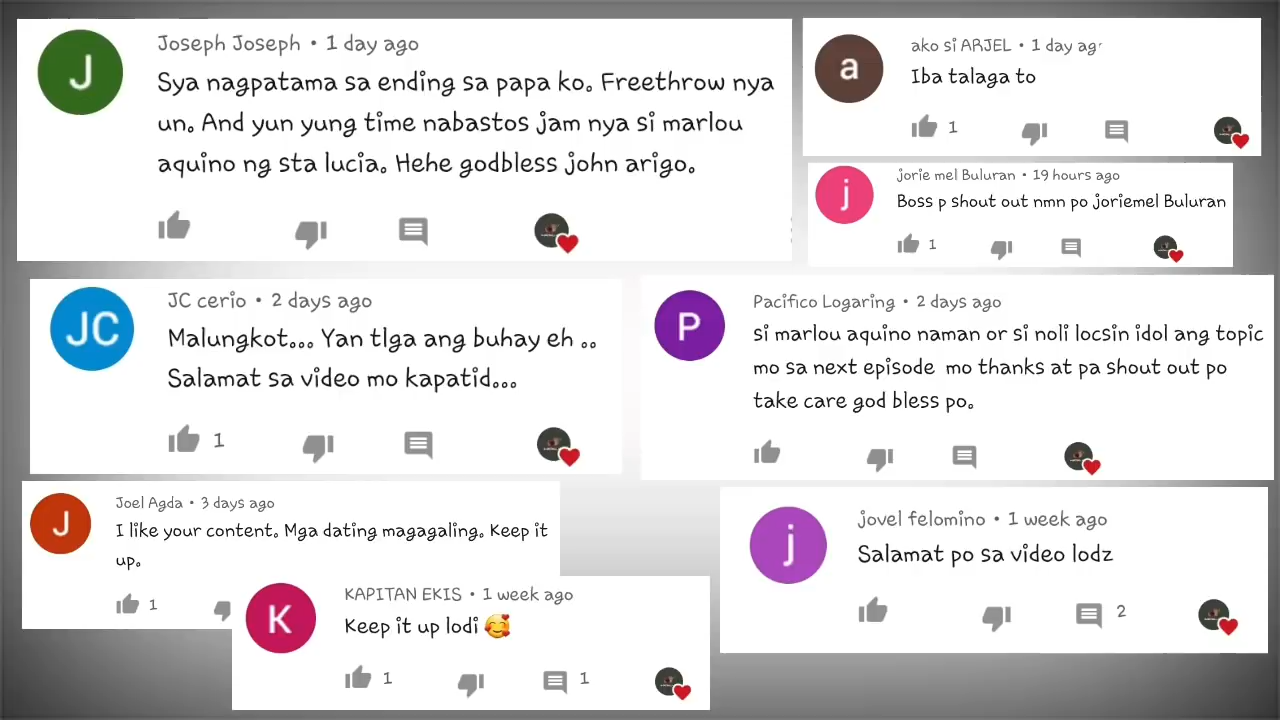 J
Joseph Joseph • 1 day ago
Sya nagpatama sa ending sa papa ko. Freethrow nya
un. And yun yung time nabastos jam nya si marlou
aquino ng sta lucia. Hehe godbless john arigo.
a
ako si ARJEL • 1 day ag
Iba talaga to
1
j
jorie mel Buluran • 19 hours ago
Boss p shout out nmn po joriemel Buluran
1
JC
JC cerio • 2 days ago
Malungkot... Yan tlga ang buhay eh ..
Salamat sa video mo kapatid...
1
P
Pacifico Logaring • 2 days ago
Si marlou aquino naman or si noli locsin idol ang topic
mo sa next episode mo thanks at pa shout out po
take care god bless po.
J
Joel Agda • 3 days ago
I like your content. Mga dating magagaling. Keep it
up.
1
K
KAPITAN EKIS • 1 week ago
Keep it up lodi 🥰
1 1
j
jovel felomino • 1 week ago
Salamat po sa video lodz
2